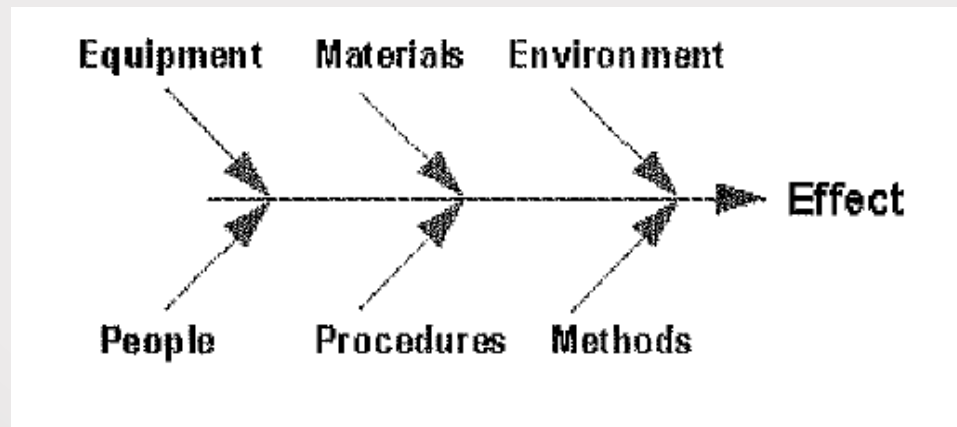 Equipment Materials Environment
Effect
People Procedures Methods